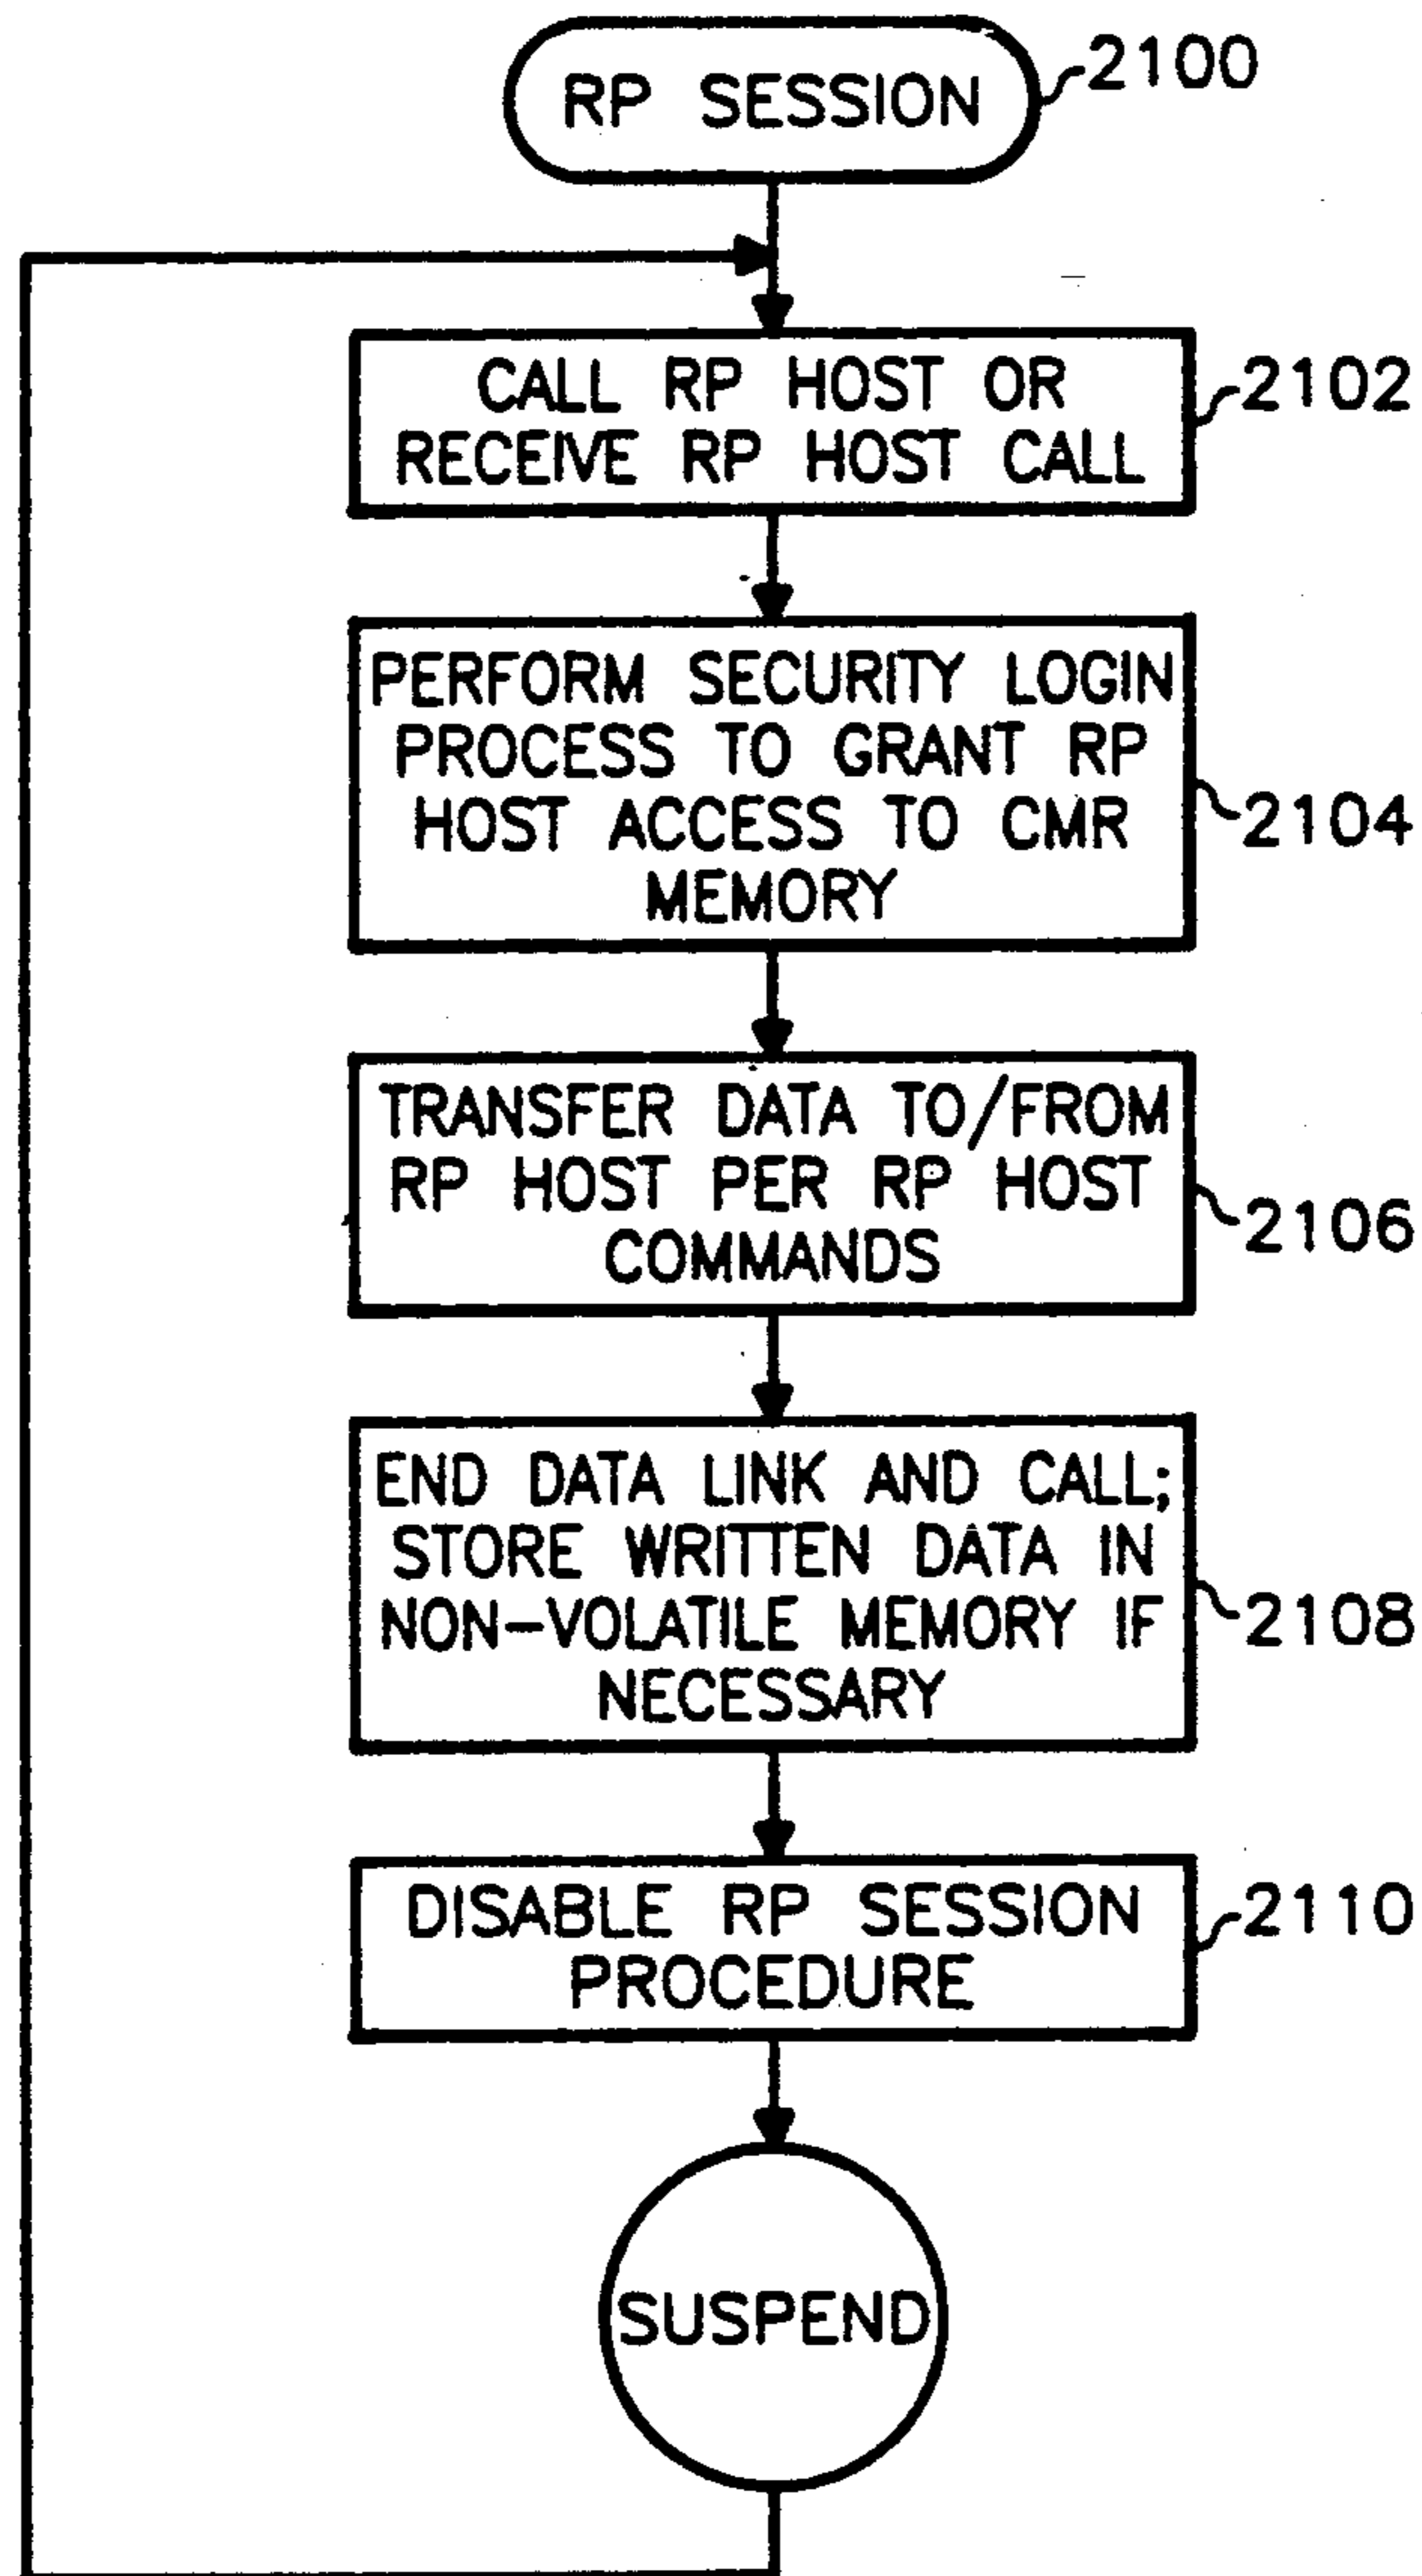 RP SESSION
2100
CALL RP HOST OR
RECEIVE RP HOST CALL
2102
PERFORM SECURITY LOGIN
PROCESS TO GRANT RP
HOST ACCESS TO CMR
MEMORY
2104
TRANSFER DATA TO/FROM
RP HOST PER RP HOST
COMMANDS
2106
END DATA LINK AND CALL;
STORE WRITTEN DATA IN
NON-VOLATILE MEMORY IF
NECESSARY
2108
DISABLE RP SESSION
PROCEDURE
2110
SUSPEND